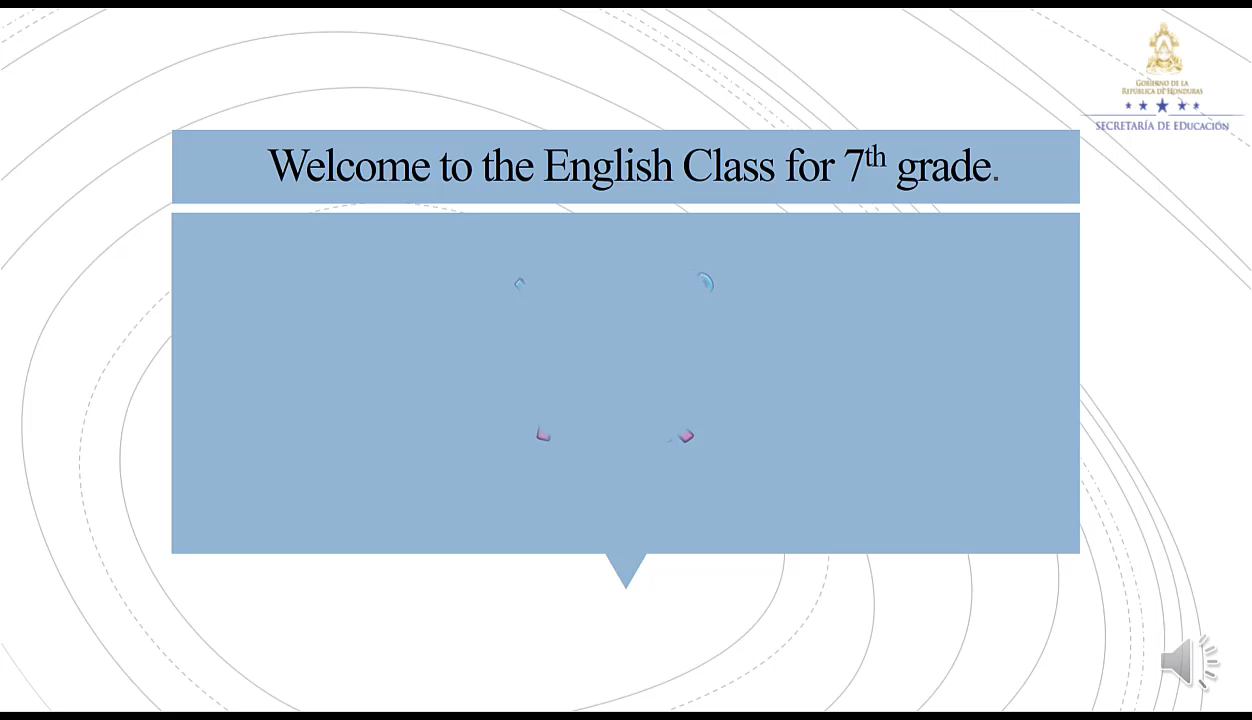 GOBIERNO DE LA
REPÚBLICA DE HONDURAS
SECRETARÍA DE EDUCACIÓN
Welcome to the English Class for 7th grade.